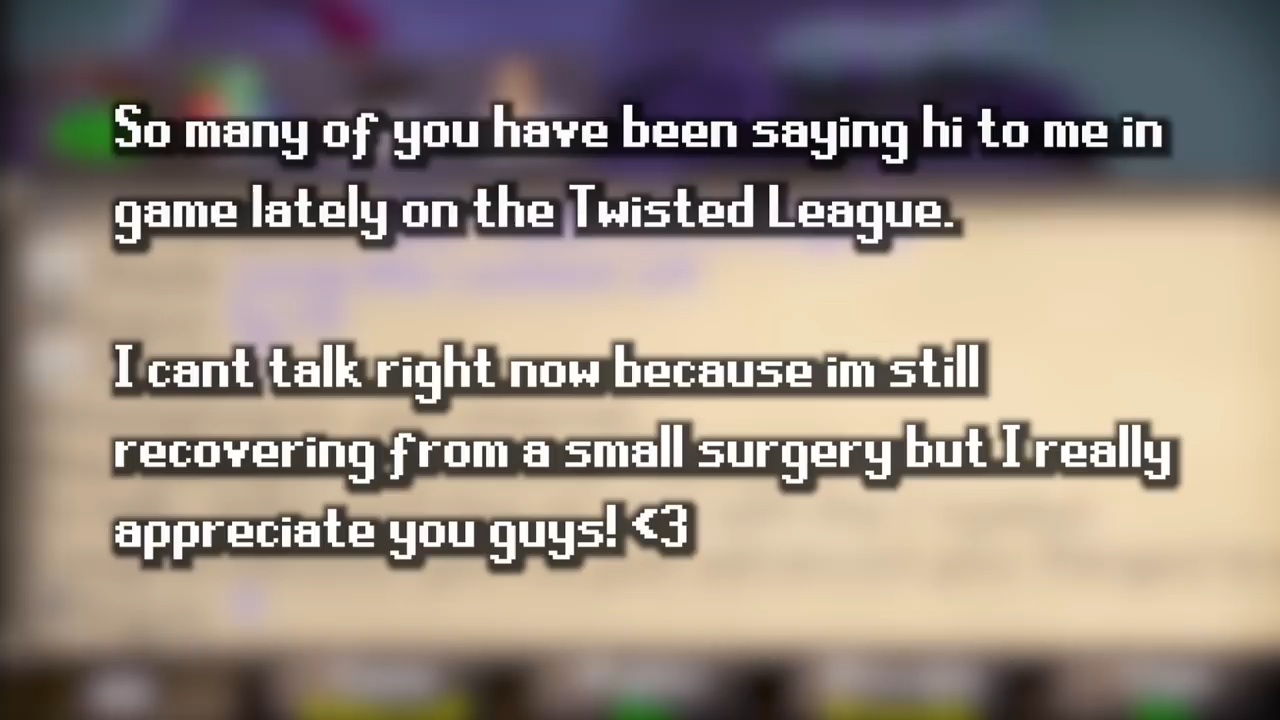 So many of you have been saying hi to me in
game lately on the Twisted League.
I cant talk right now because im still
recovering from a small surgery but I really
appreciate you guys! <3